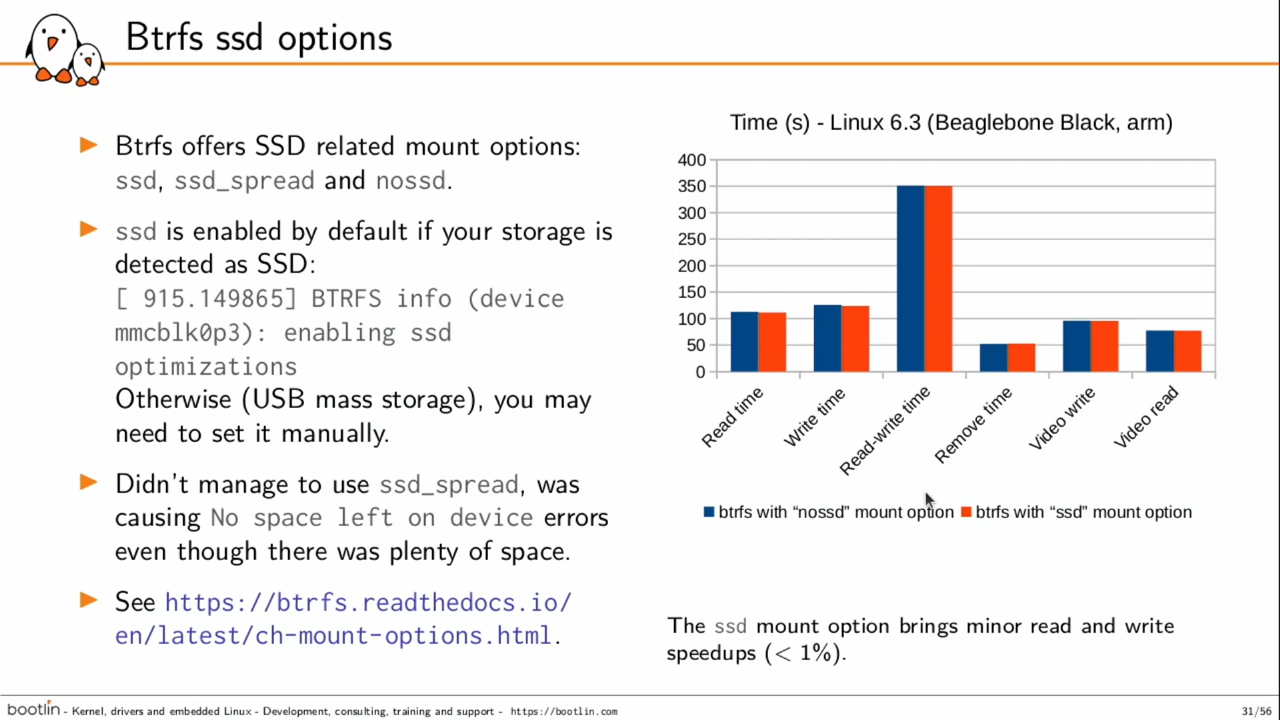 Btrfs ssd options
Btrfs offers SSD related mount options:
ssd, ssd_spread and nossd.
ssd is enabled by default if your storage is
detected as SSD:
[ 915.149865] BTRFS info (device
mmcblk0p3): enabling ssd
optimizations
Otherwise (USB mass storage), you may
need to set it manually.
Didn't manage to use ssd_spread, was
causing No space left on device errors
even though there was plenty of space.
See https://btrfs.readthedocs.io/
en/latest/ch-mount-options.html.
Time (s) - Linux 6.3 (Beaglebone Black, arm)
400
350
300
250
200
150
100
50
0
Read time
Write time
Read-write time
Remove time
Video write
Video read
btrfs with “nossd” mount option
btrfs with “ssd” mount option
The ssd mount option brings minor read and write
speedups (< 1%).
bootlin - Kernel, drivers and embedded Linux - Development, consulting, training and support - https://bootlin.com
31/56